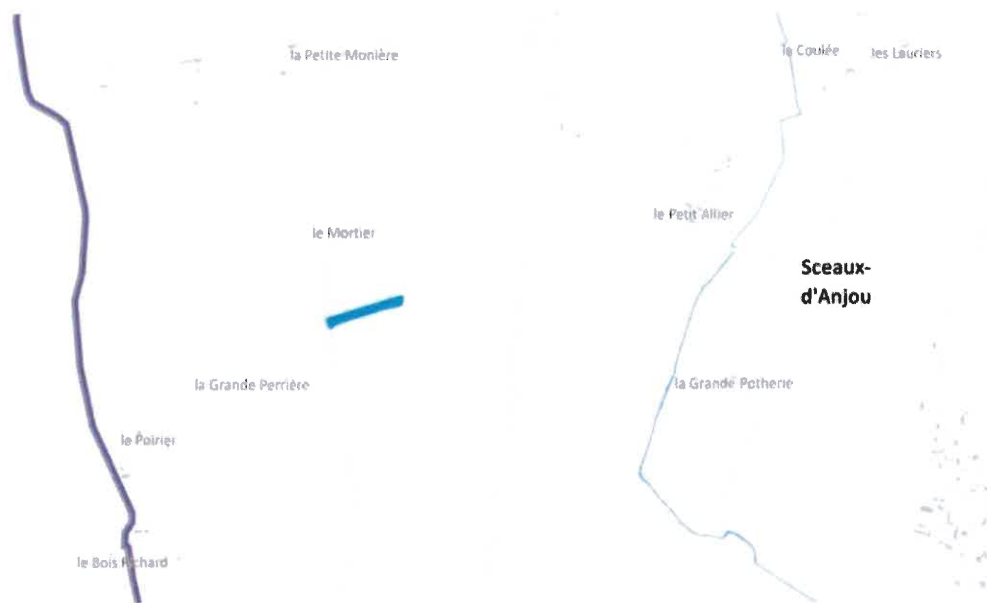 la Petite Monière
la Coulée
les Lauriers
le Petit Allier
le Mortier
Sceaux-
d'Anjou
la Grande Perrière
la Grande Potherie
le Poirier
le Bois Richard